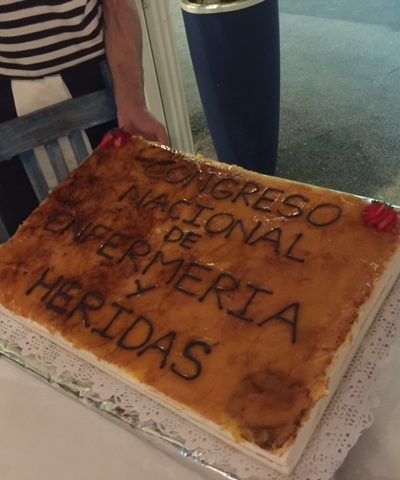 CONGRESO
NACIONAL
DE
ENFERMERIA
Y
HERIDAS